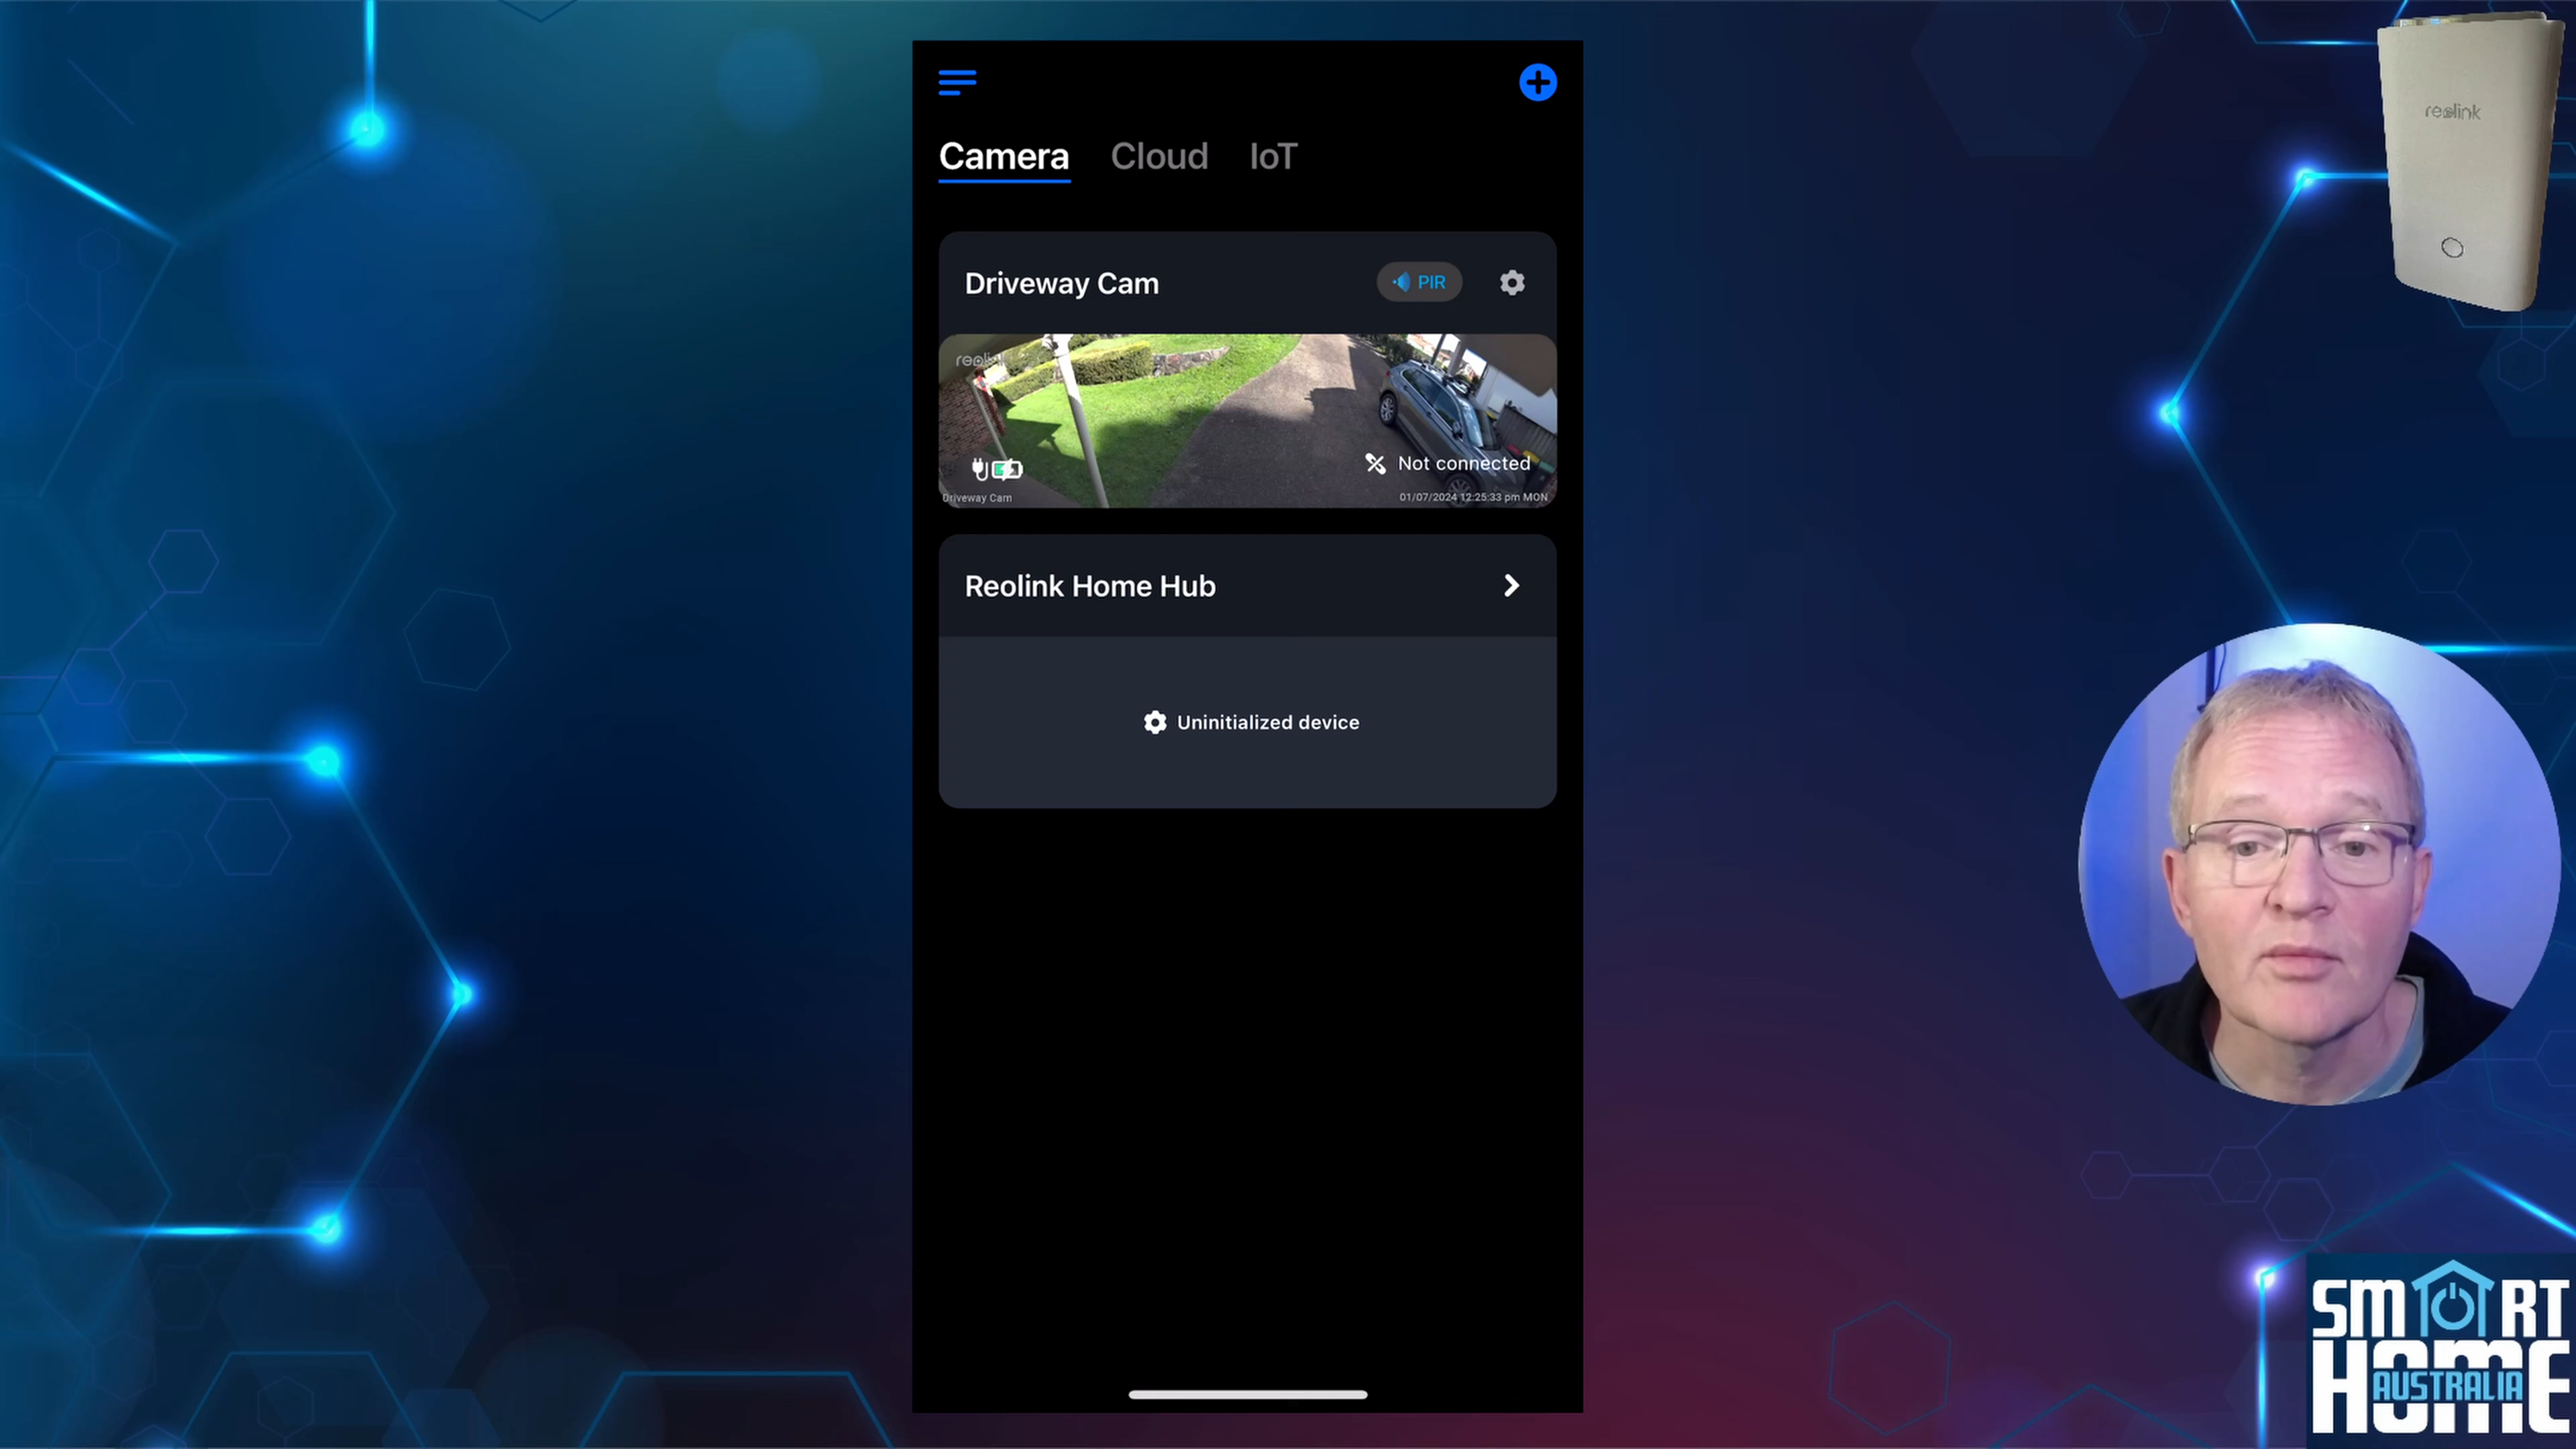 Camera Cloud IoT
Driveway Cam PIR
reolink
Not connected
Driveway Cam 01/07/2024 12:25:33 pm MON
Reolink Home Hub
Uninitialized device
reolink
SMART
HOME
AUSTRALIA